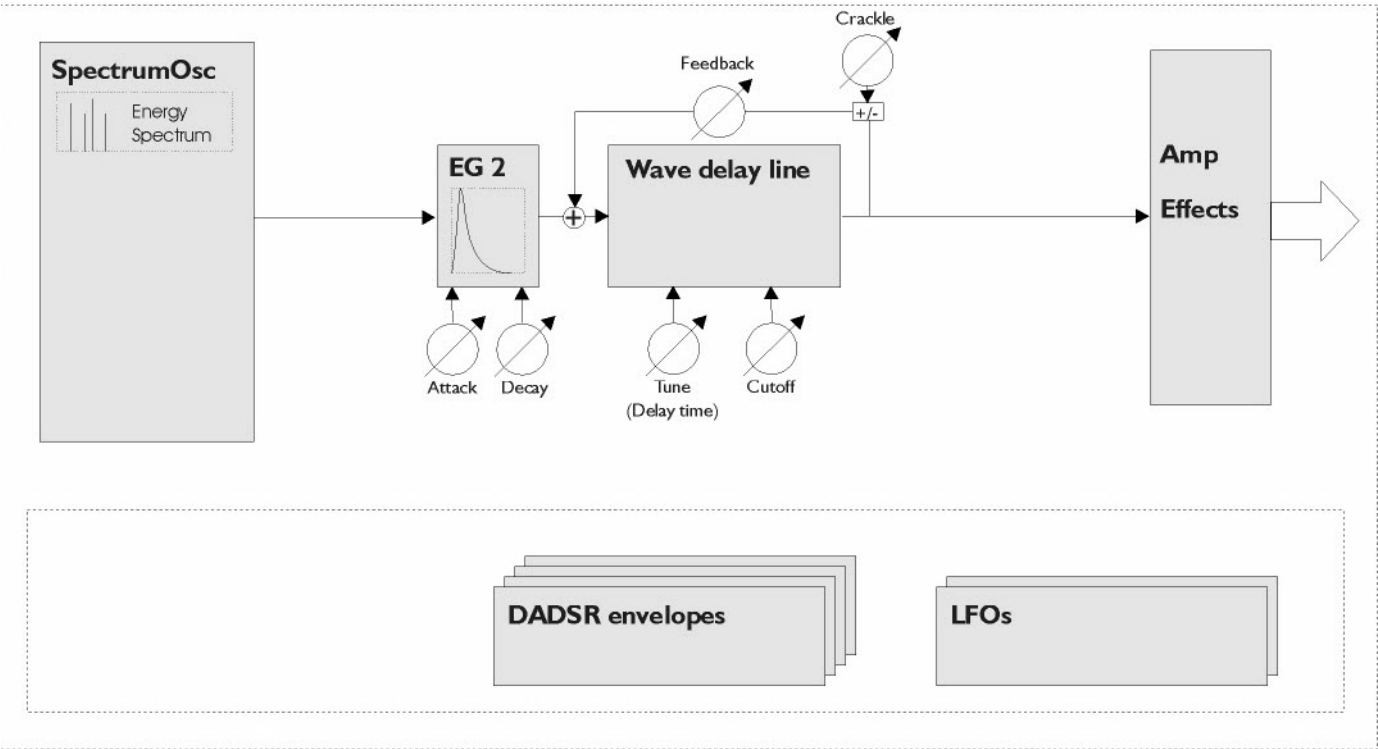 Crackle
SpectrumOsc
Feedback
Energy
Spectrum
+/-
EG 2
Wave delay line
Amp
Effects
+
Attack
Decay
Tune
(Delay time)
Cutoff
DADSR envelopes
LFOs